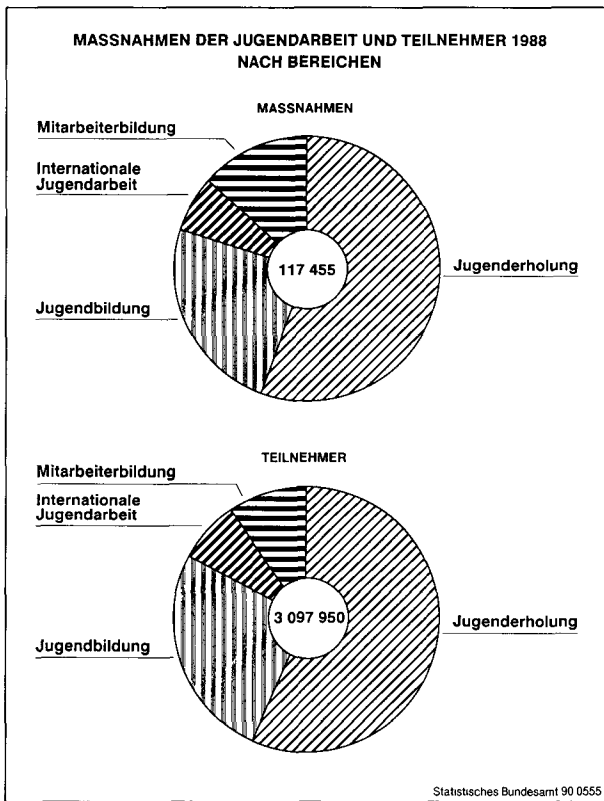 MASSNAHMEN DER JUGENDARBEIT UND TEILNEHMER 1988
NACH BEREICHEN
MASSNAHMEN
Mitarbeiterbildung
Internationale
Jugendarbeit
117 455
Jugenderholung
Jugendbildung
TEILNEHMER
Mitarbeiterbildung
Internationale
Jugendarbeit
3 097 950
Jugenderholung
Jugendbildung
Statistisches Bundesamt 90 0555